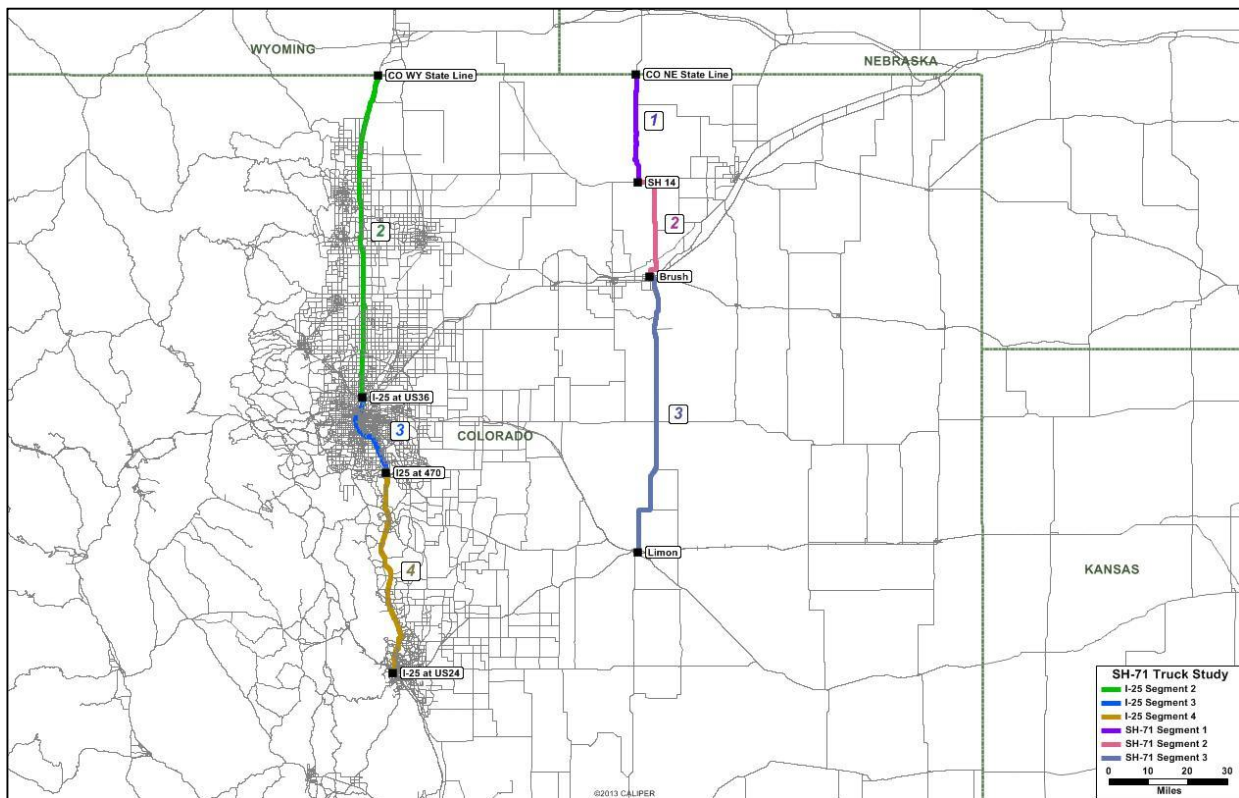 WYOMING
NEBRASKA
CO WY State Line
CO NE State Line
1
SH 14
2
2
Brush
I-25 at US36
3
COLORADO
3
I25 at 470
Limon
4
KANSAS
I-25 at US24
SH-71 Truck Study
I-25 Segment 2
I-25 Segment 3
I-25 Segment 4
SH-71 Segment 1
SH-71 Segment 2
SH-71 Segment 3
0 10 20 30
Miles
©2013 CALIPER